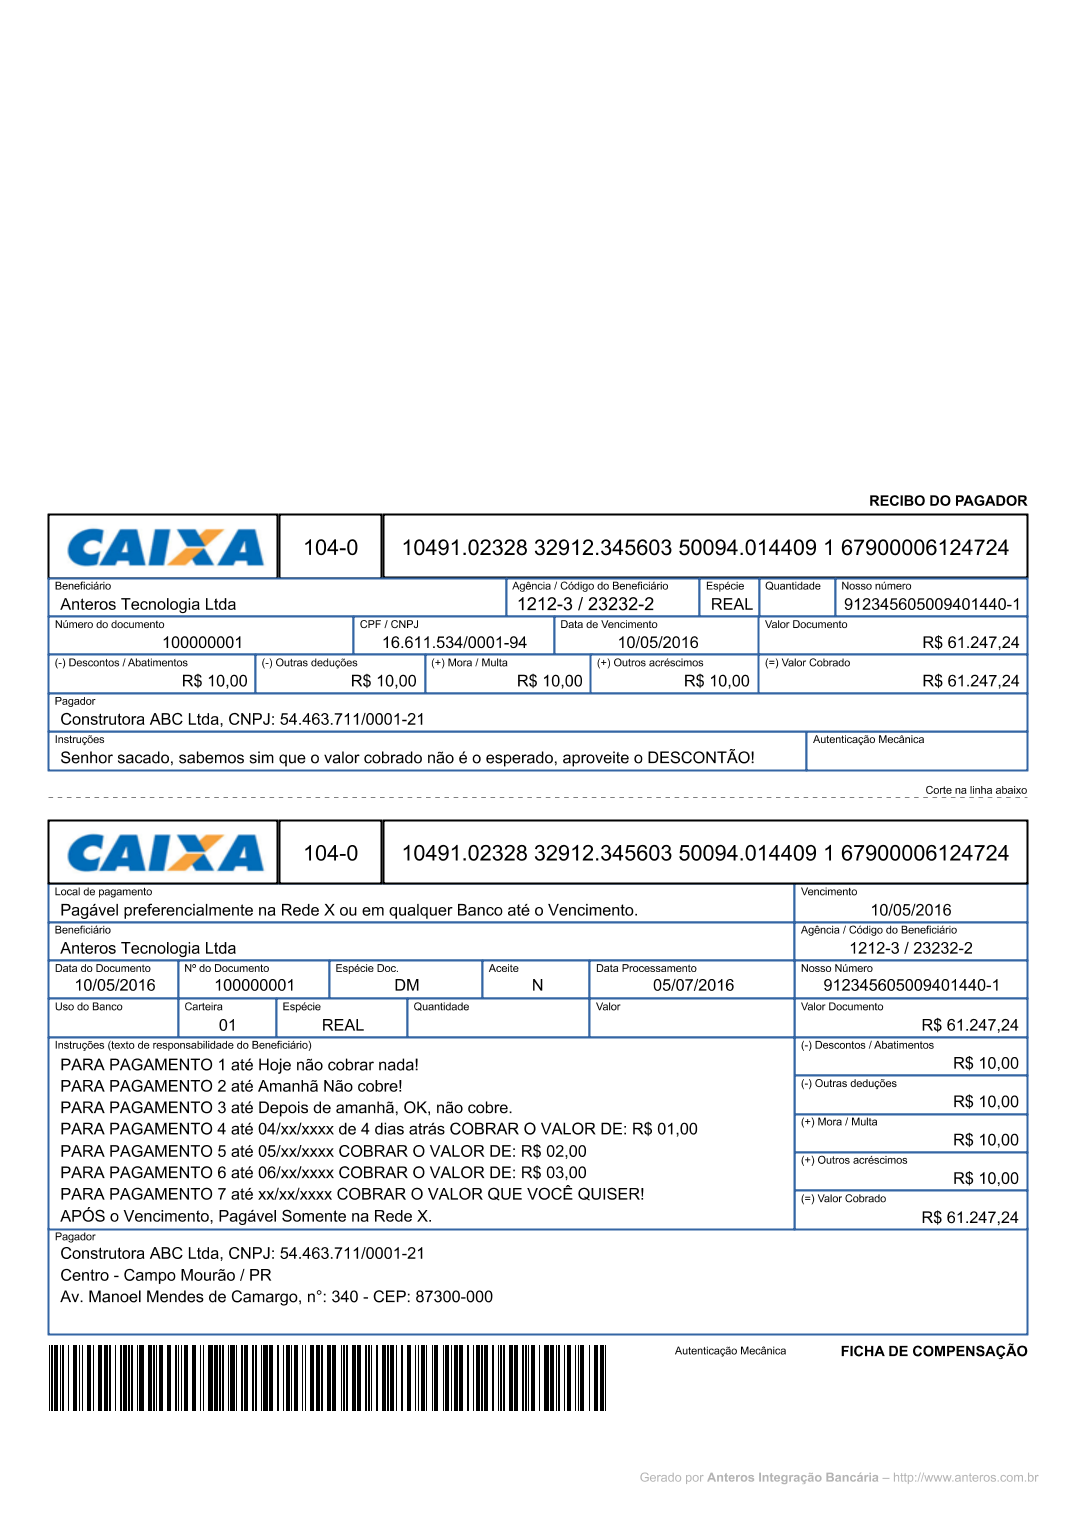 RECIBO DO PAGADOR
CAIXA 104-0 10491.02328 32912.345603 50094.014409 1 67900006124724
Beneficiário Agência / Código do Beneficiário Espécie Quantidade Nosso número
Anteros Tecnologia Ltda 1212-3 / 23232-2 REAL 912345605009401440-1
Número do documento CPF / CNPJ Data de Vencimento Valor Documento
100000001 16.611.534/0001-94 10/05/2016 R$ 61.247,24
(-) Descontos / Abatimentos (-) Outras deduções (+) Mora / Multa (+) Outros acréscimos (=) Valor Cobrado
R$ 10,00 R$ 10,00 R$ 10,00 R$ 10,00 R$ 61.247,24
Pagador
Construtora ABC Ltda, CNPJ: 54.463.711/0001-21
Instruções Autenticação Mecânica
Senhor sacado, sabemos sim que o valor cobrado não é o esperado, aproveite o DESCONTÃO!
Corte na linha abaixo
CAIXA 104-0 10491.02328 32912.345603 50094.014409 1 67900006124724
Local de pagamento Vencimento
Pagável preferencialmente na Rede X ou em qualquer Banco até o Vencimento. 10/05/2016
Beneficiário Agência / Código do Beneficiário
Anteros Tecnologia Ltda 1212-3 / 23232-2
Data do Documento Nº do Documento Espécie Doc. Aceite Data Processamento Nosso Número
10/05/2016 100000001 DM N 05/07/2016 912345605009401440-1
Uso do Banco Carteira Espécie Quantidade Valor Valor Documento
01 REAL R$ 61.247,24
Instruções (texto de responsabilidade do Beneficiário) (-) Descontos / Abatimentos
PARA PAGAMENTO 1 até Hoje não cobrar nada! R$ 10,00
PARA PAGAMENTO 2 até Amanhã Não cobre! (-) Outras deduções
PARA PAGAMENTO 3 até Depois de amanhã, OK, não cobre. R$ 10,00
PARA PAGAMENTO 4 até 04/xx/xxxx de 4 dias atrás COBRAR O VALOR DE: R$ 01,00 (+) Mora / Multa
PARA PAGAMENTO 5 até 05/xx/xxxx COBRAR O VALOR DE: R$ 02,00 R$ 10,00
PARA PAGAMENTO 6 até 06/xx/xxxx COBRAR O VALOR DE: R$ 03,00 (+) Outros acréscimos
R$ 10,00
PARA PAGAMENTO 7 até xx/xx/xxxx COBRAR O VALOR QUE VOCÊ QUISER! (=) Valor Cobrado
APÓS o Vencimento, Pagável Somente na Rede X. R$ 61.247,24
Pagador
Construtora ABC Ltda, CNPJ: 54.463.711/0001-21
Centro - Campo Mourão / PR
Av. Manoel Mendes de Camargo, n°: 340 - CEP: 87300-000
Autenticação Mecânica FICHA DE COMPENSAÇÃO
Gerado por Anteros Integração Bancária – http://www.anteros.com.br